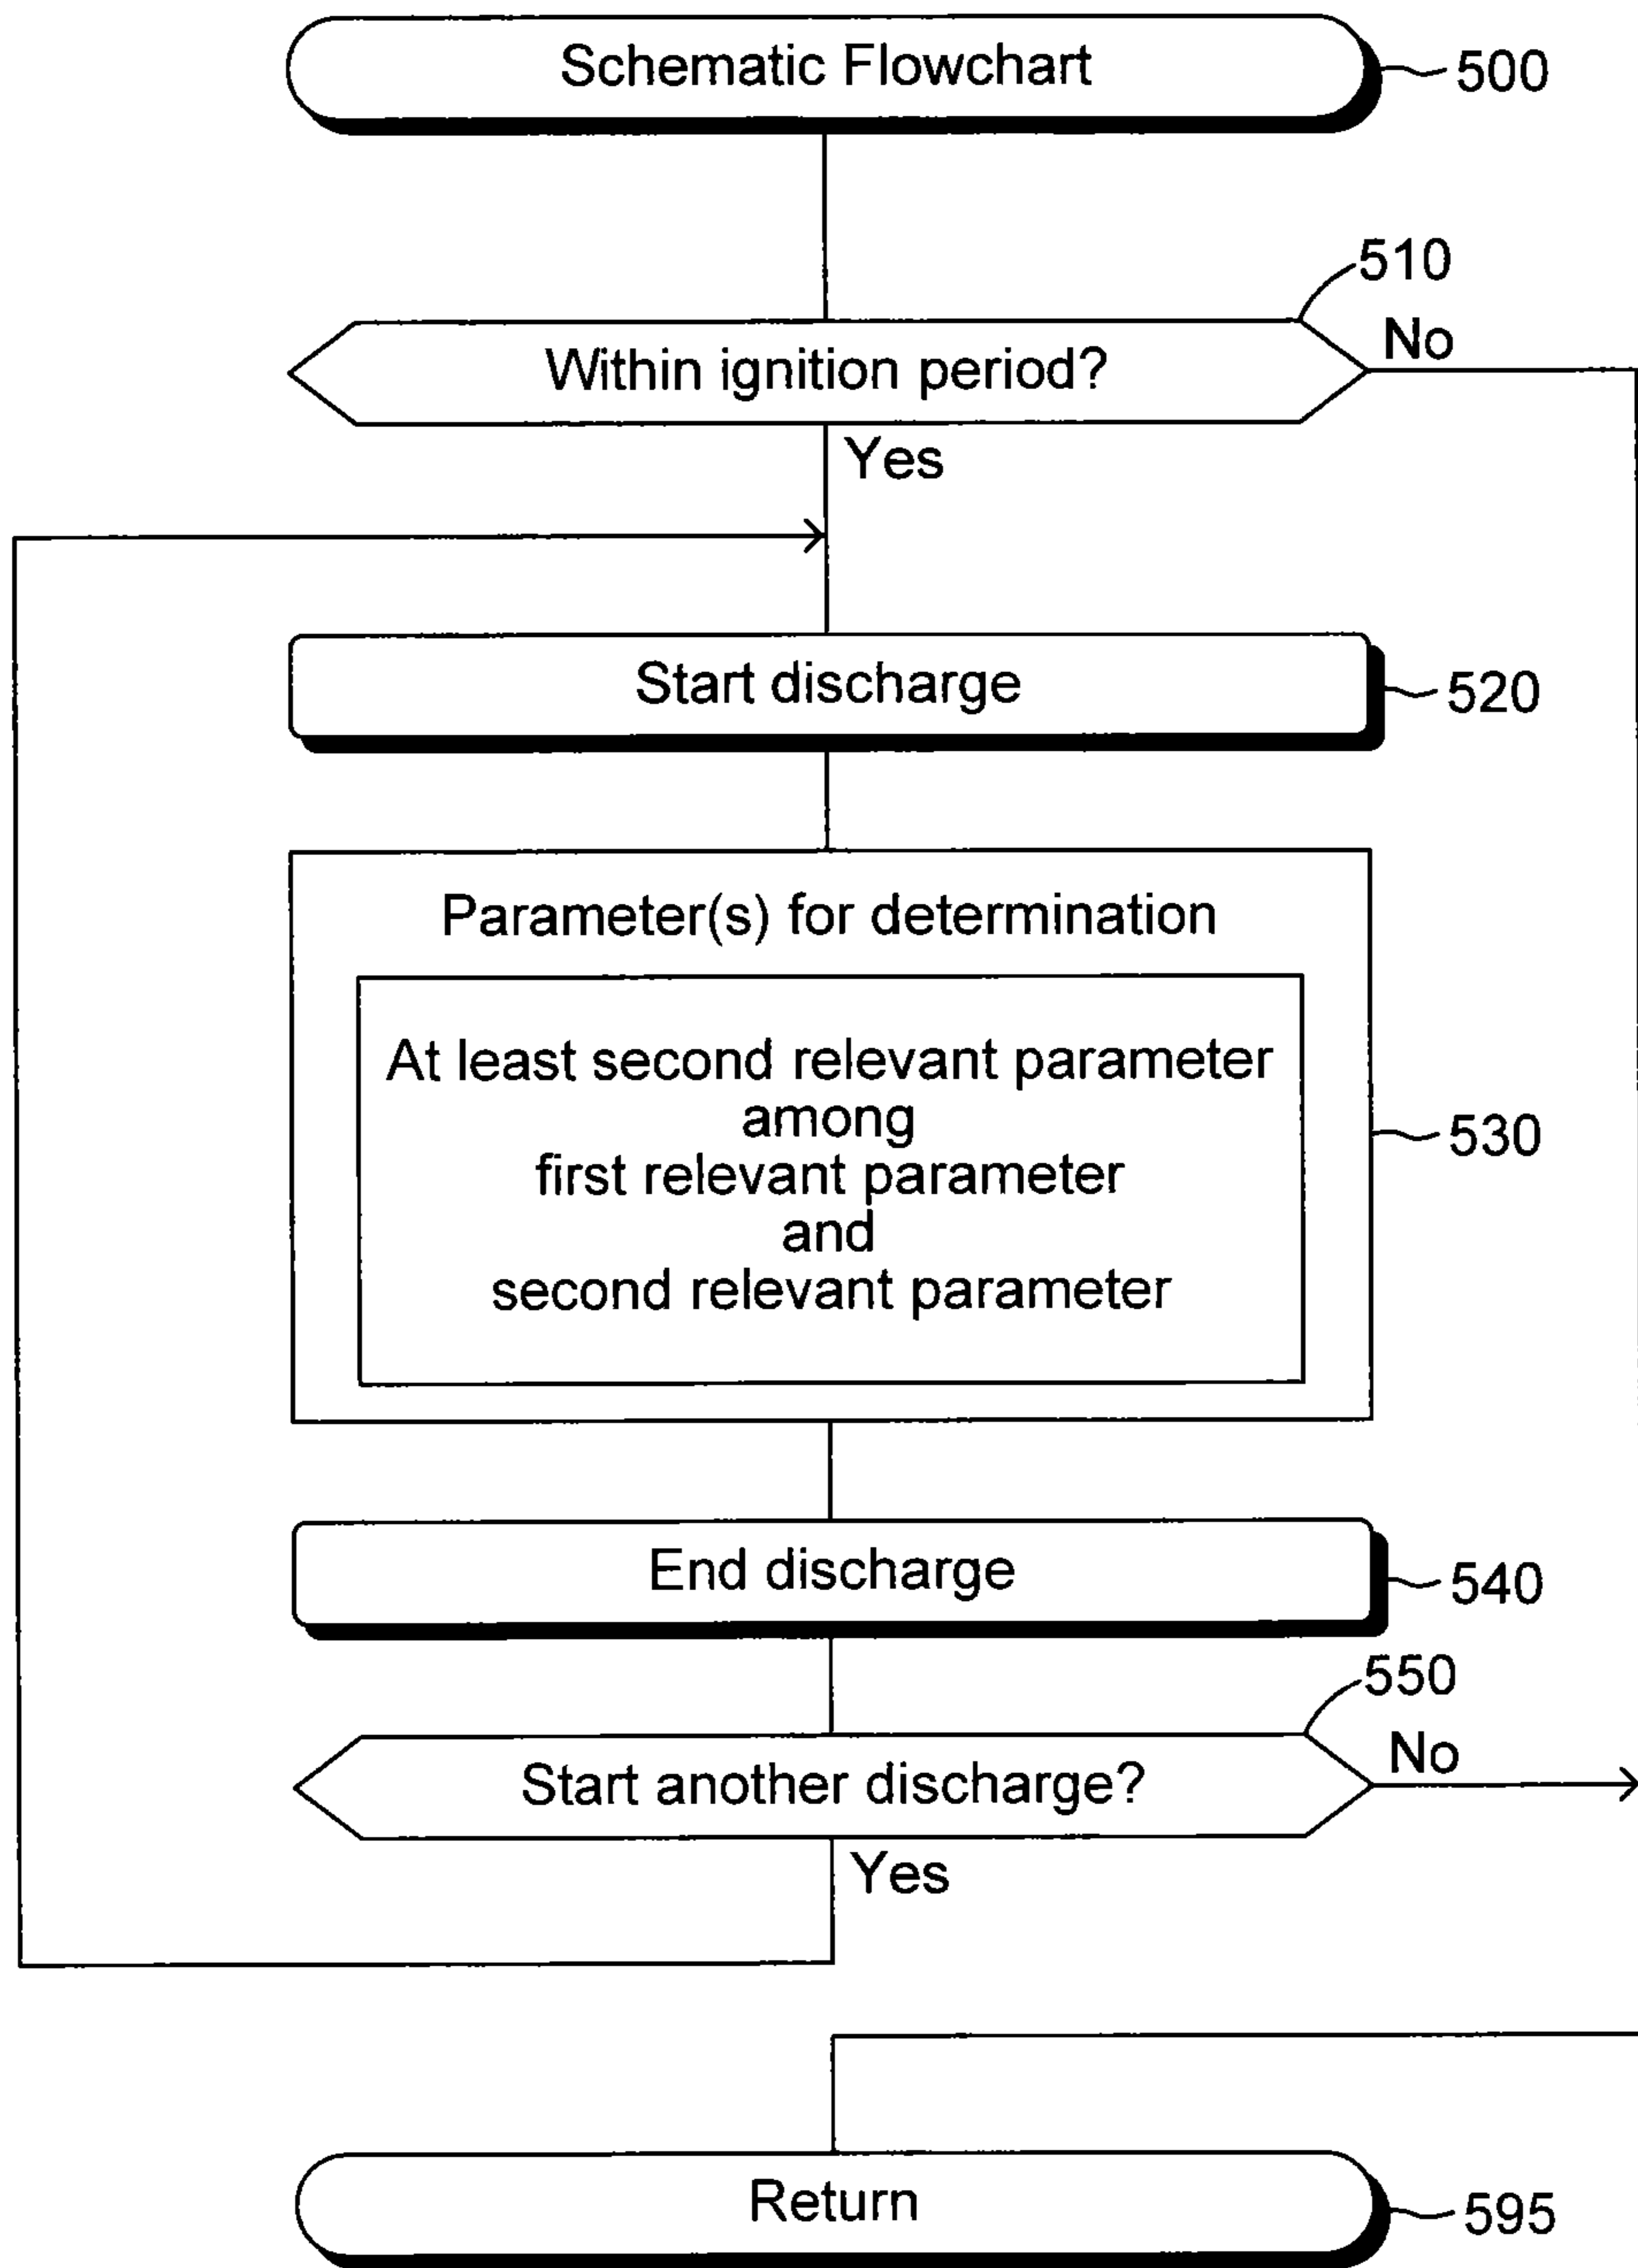 Schematic Flowchart
500
510
Within ignition period?
No
Yes
Start discharge
520
Parameter(s) for determination
At least second relevant parameter
among
first relevant parameter
and
second relevant parameter
530
End discharge
540
550
Start another discharge?
No
Yes
Return
595